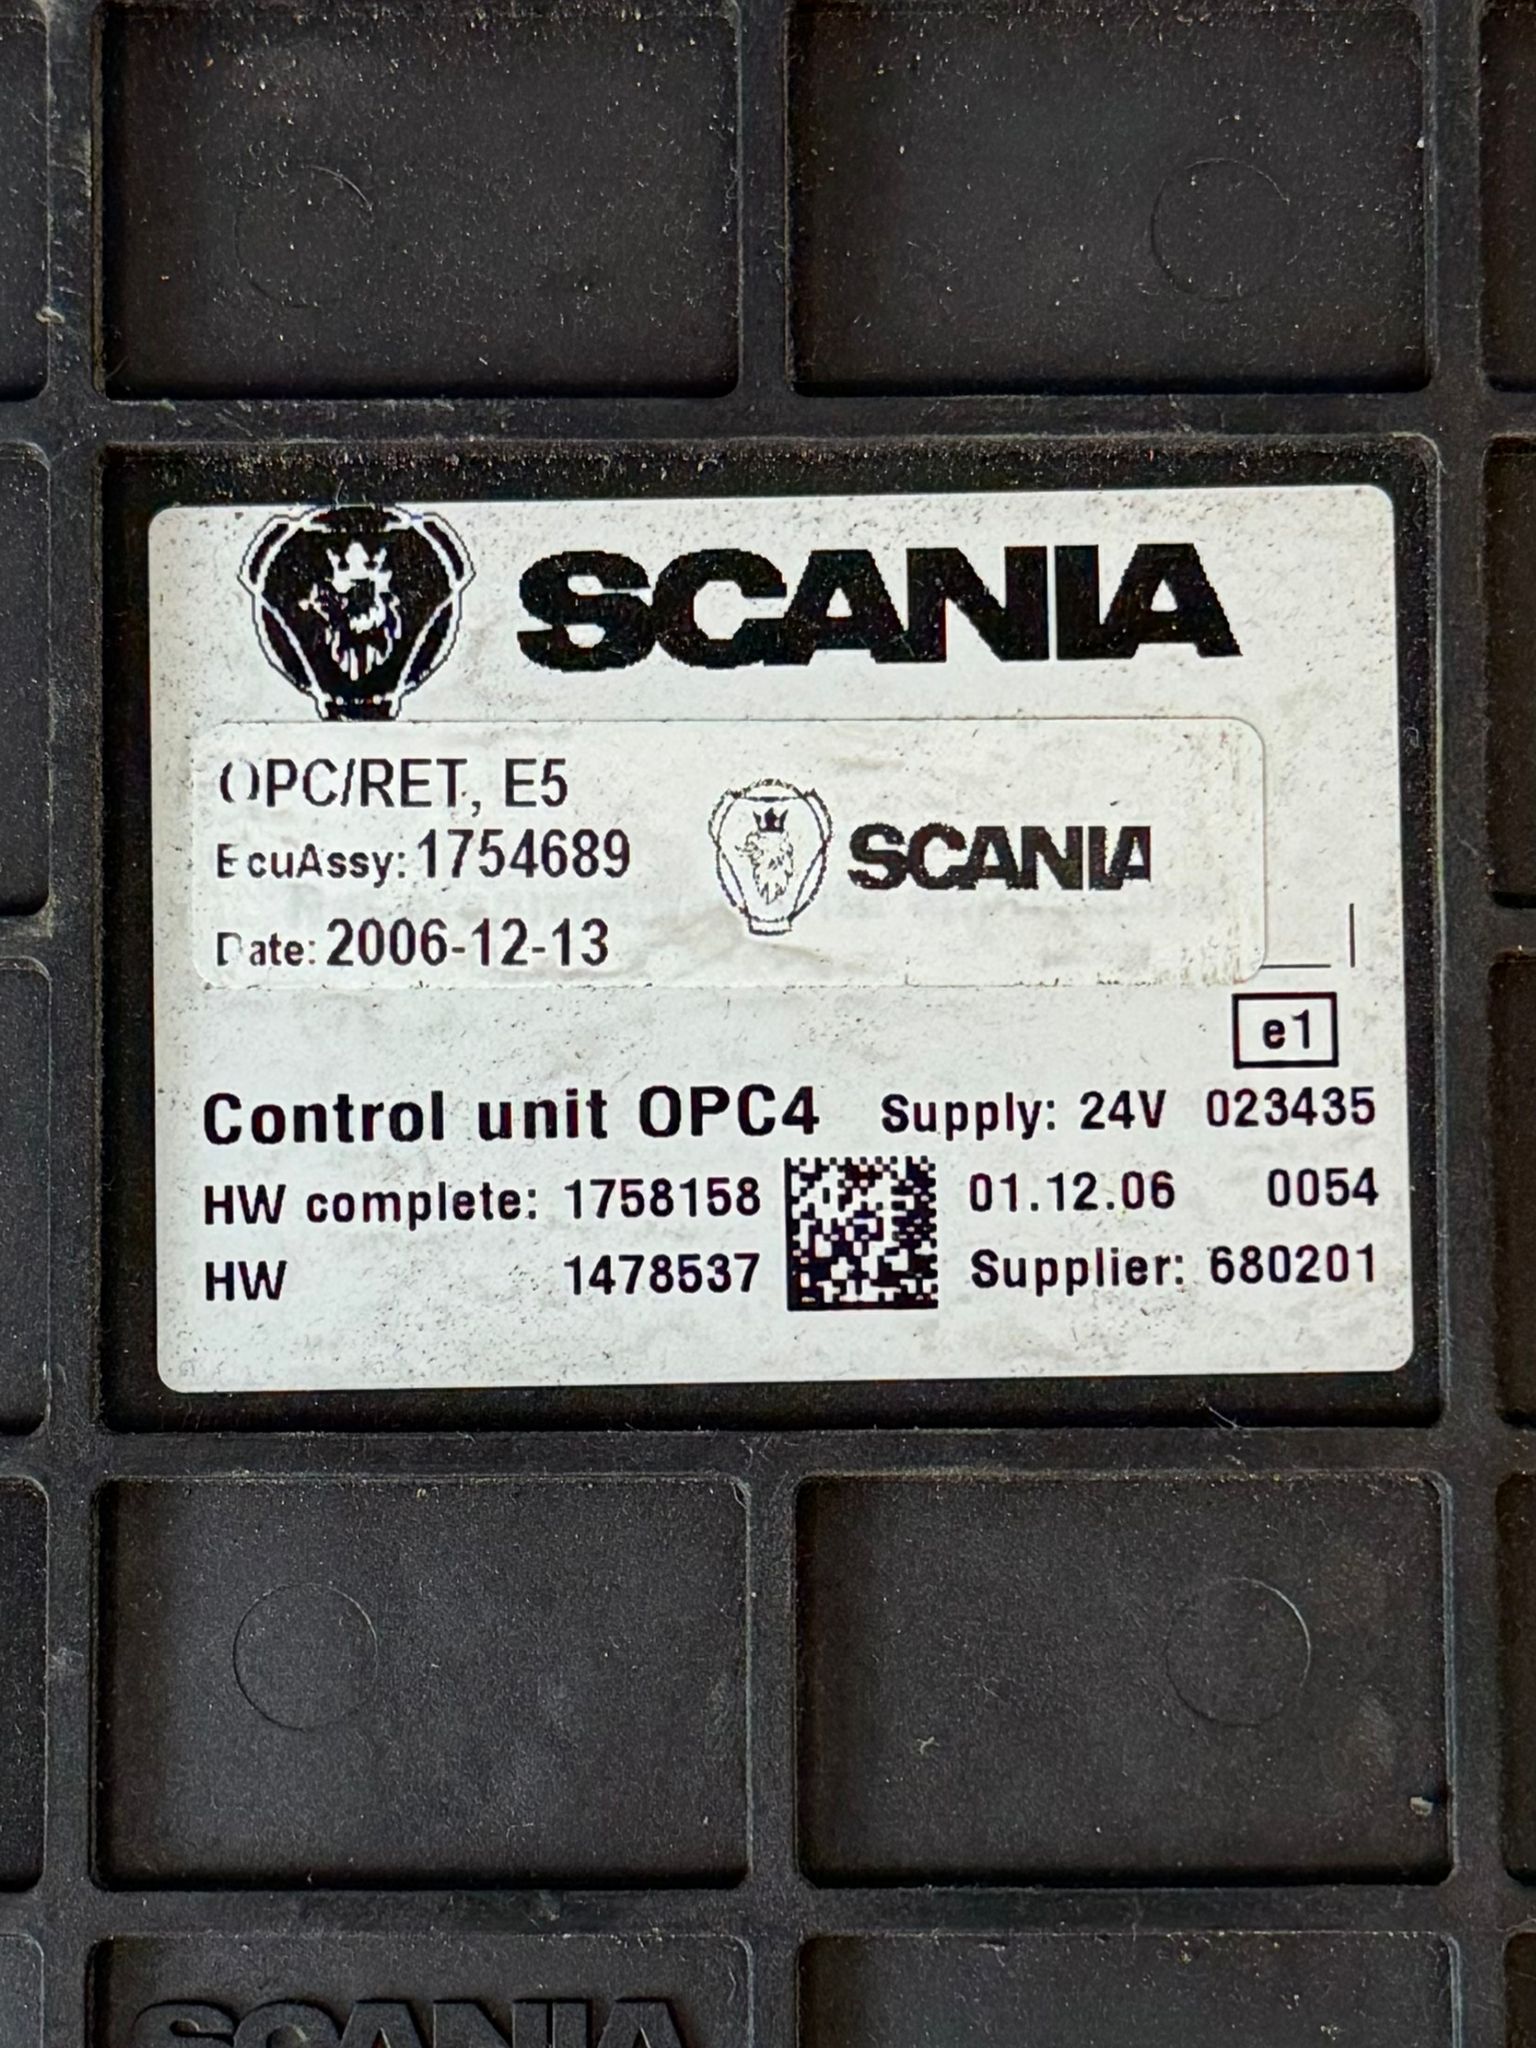 SCANIA
OPC/RET, E5
EcuAssy: 1754689
SCANIA
Date: 2006-12-13
e1
Control unit OPC4 Supply: 24V 023435
HW complete: 1758158 01.12.06 0054
HW 1478537 Supplier: 680201
SCANIA